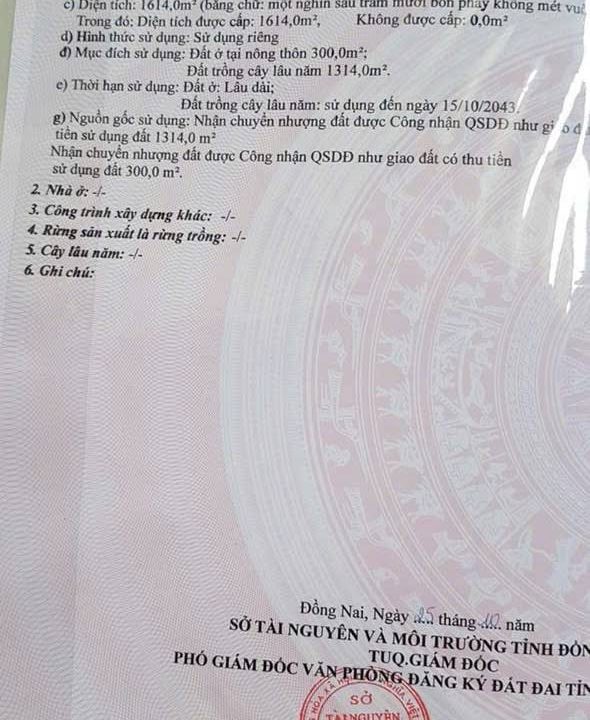 c) Diện tích: 1614,0m² (bằng chữ: một nghìn sáu trăm mười bốn phẩy không mét
Trong đó: Diện tích được cấp: 1614,0m², Không được cấp: 0,0m²
d) Hình thức sử dụng: Sử dụng riêng
đ) Mục đích sử dụng: Đất ở tại nông thôn 300,0m²;
Đất trồng cây lâu năm 1314,0m².
e) Thời hạn sử dụng: Đất ở: Lâu dài;
Đất trồng cây lâu năm: sử dụng đến ngày 15/10/2043.
g) Nguồn gốc sử dụng: Nhận chuyển nhượng đất được Công nhận QSDĐ như
tiền sử dụng đất 1314,0 m²
Nhận chuyển nhượng đất được Công nhận QSDĐ như giao đất có thu tiền
sử dụng đất 300,0 m².
2. Nhà ở: -/-
3. Công trình xây dựng khác: -/-
4. Rừng sản xuất là rừng trồng: -/-
5. Cây lâu năm: -/-
6. Ghi chú:
Đồng Nai, Ngày 25 tháng 10 năm
SỞ TÀI NGUYÊN VÀ MÔI TRƯỜNG TỈNH
TUQ.GIÁM ĐỐC
PHÓ GIÁM ĐỐC VĂN PHÒNG ĐĂNG KÝ ĐẤT ĐAI
SỞ
TÀI NGUYÊN